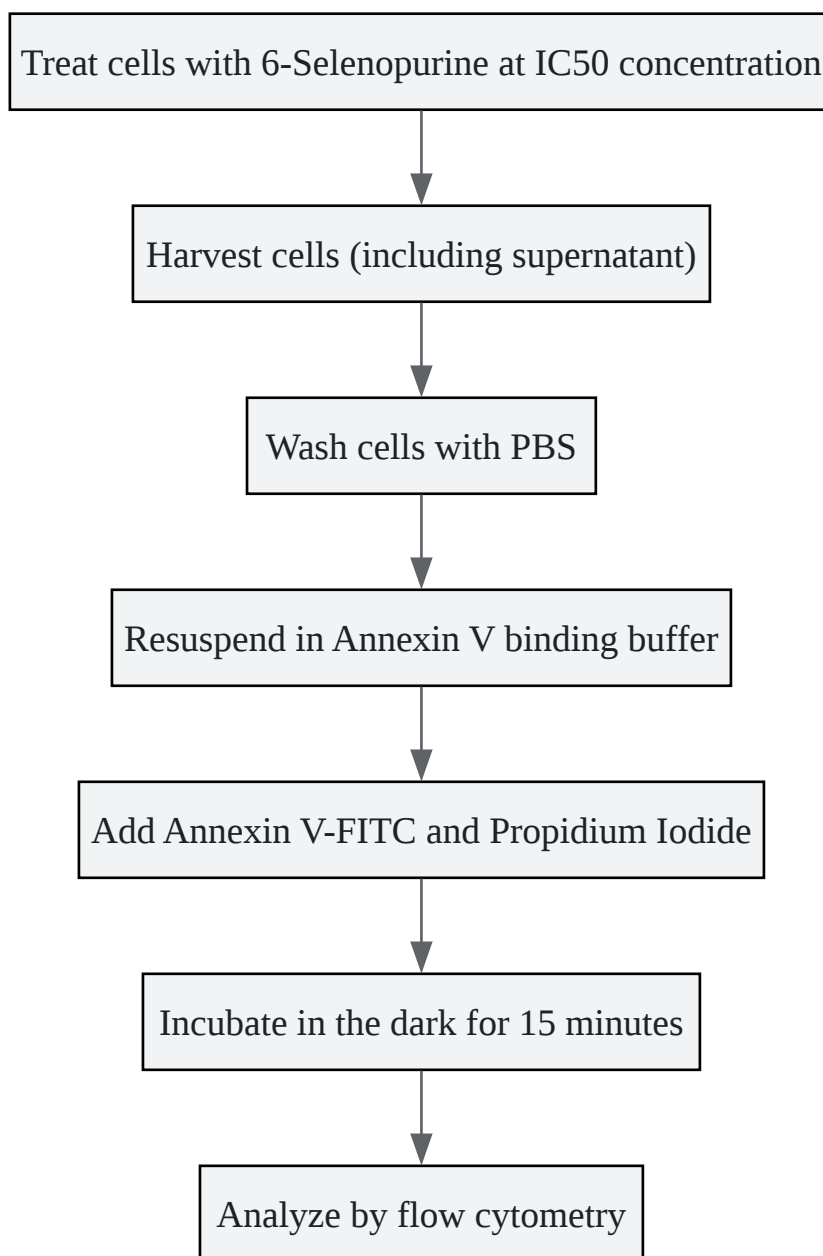 Treat cells with 6-Selenopurine at IC50 concentration
Harvest cells (including supernatant)
Wash cells with PBS
Resuspend in Annexin V binding buffer
Add Annexin V-FITC and Propidium Iodide
Incubate in the dark for 15 minutes
Analyze by flow cytometry